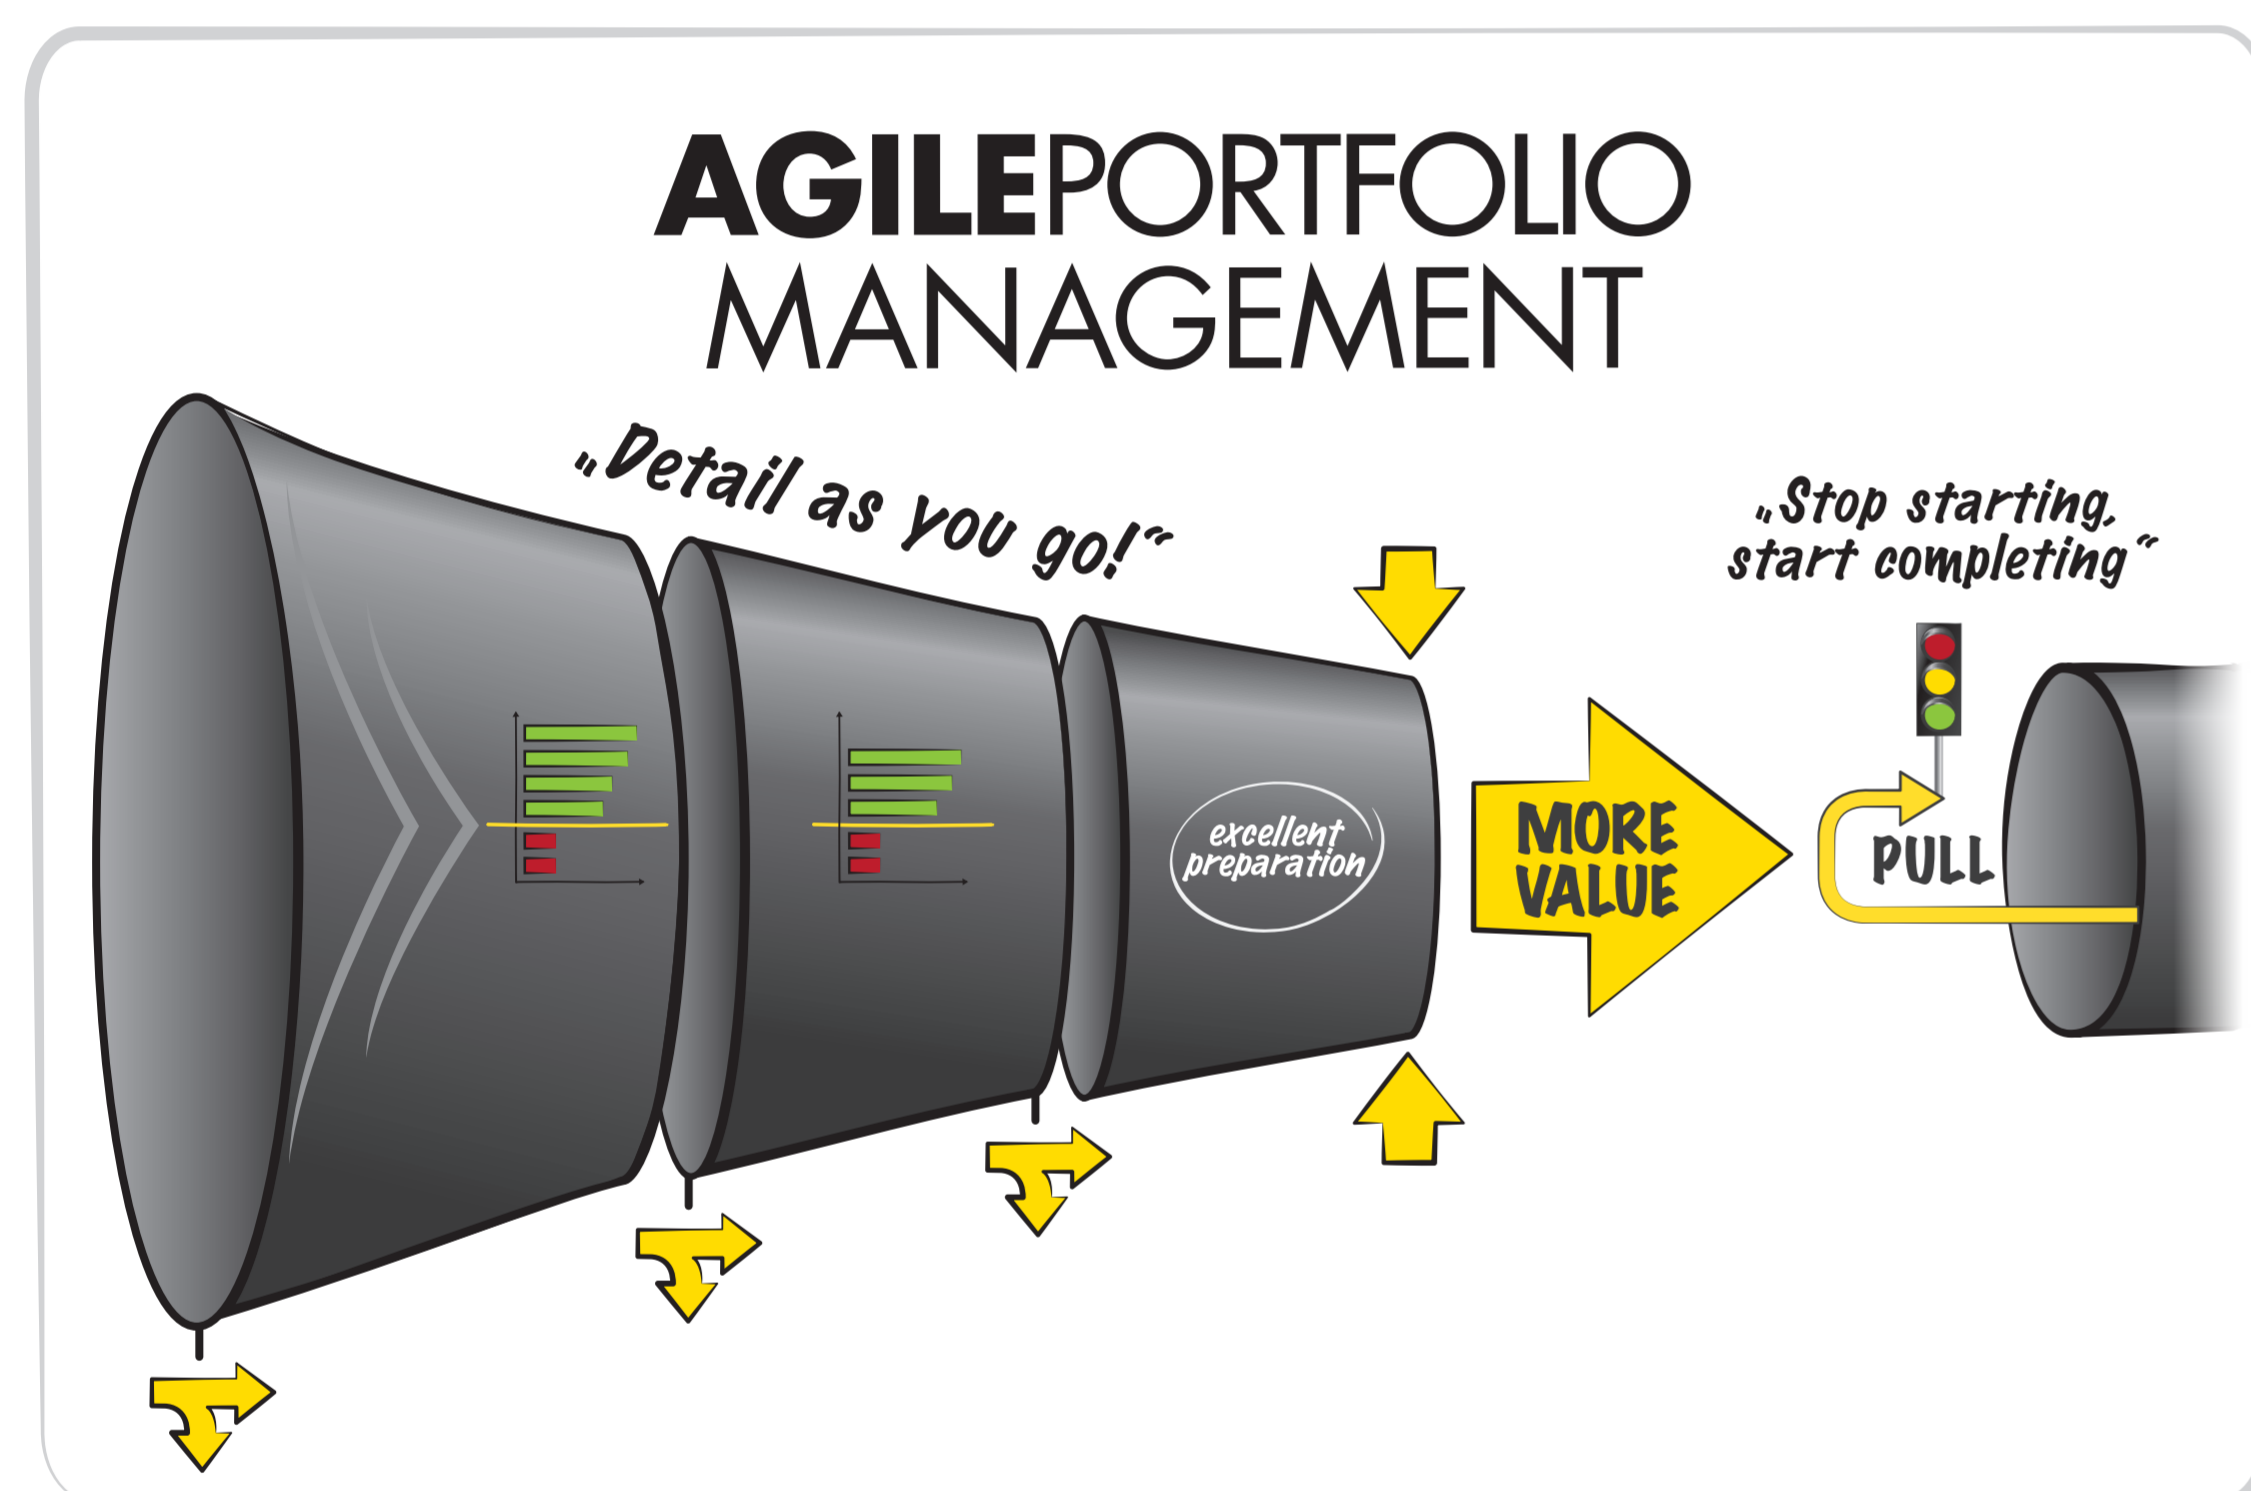 AGILEPORTFOLIO
MANAGEMENT
„Detail as you go!“
„Stop starting,
start completing“
excellent
preparation
MORE
VALUE
PULL